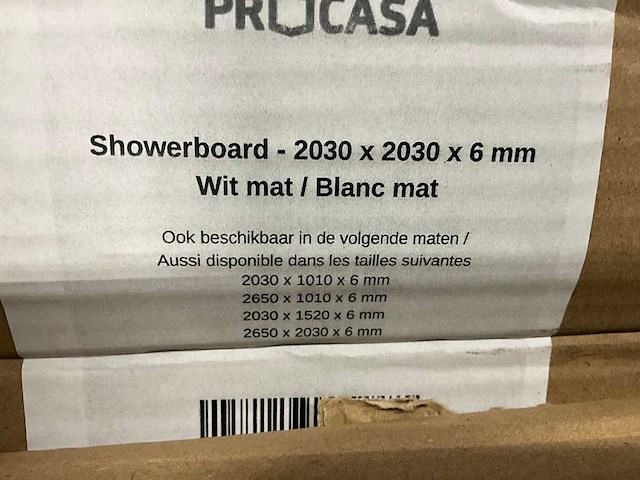 PROCASA
Showerboard - 2030 x 2030 x 6 mm
Wit mat / Blanc mat
Ook beschikbaar in de volgende maten /
Aussi disponible dans les tailles suivantes
2030 x 1010 x 6 mm
2650 x 1010 x 6 mm
2030 x 1520 x 6 mm
2650 x 2030 x 6 mm